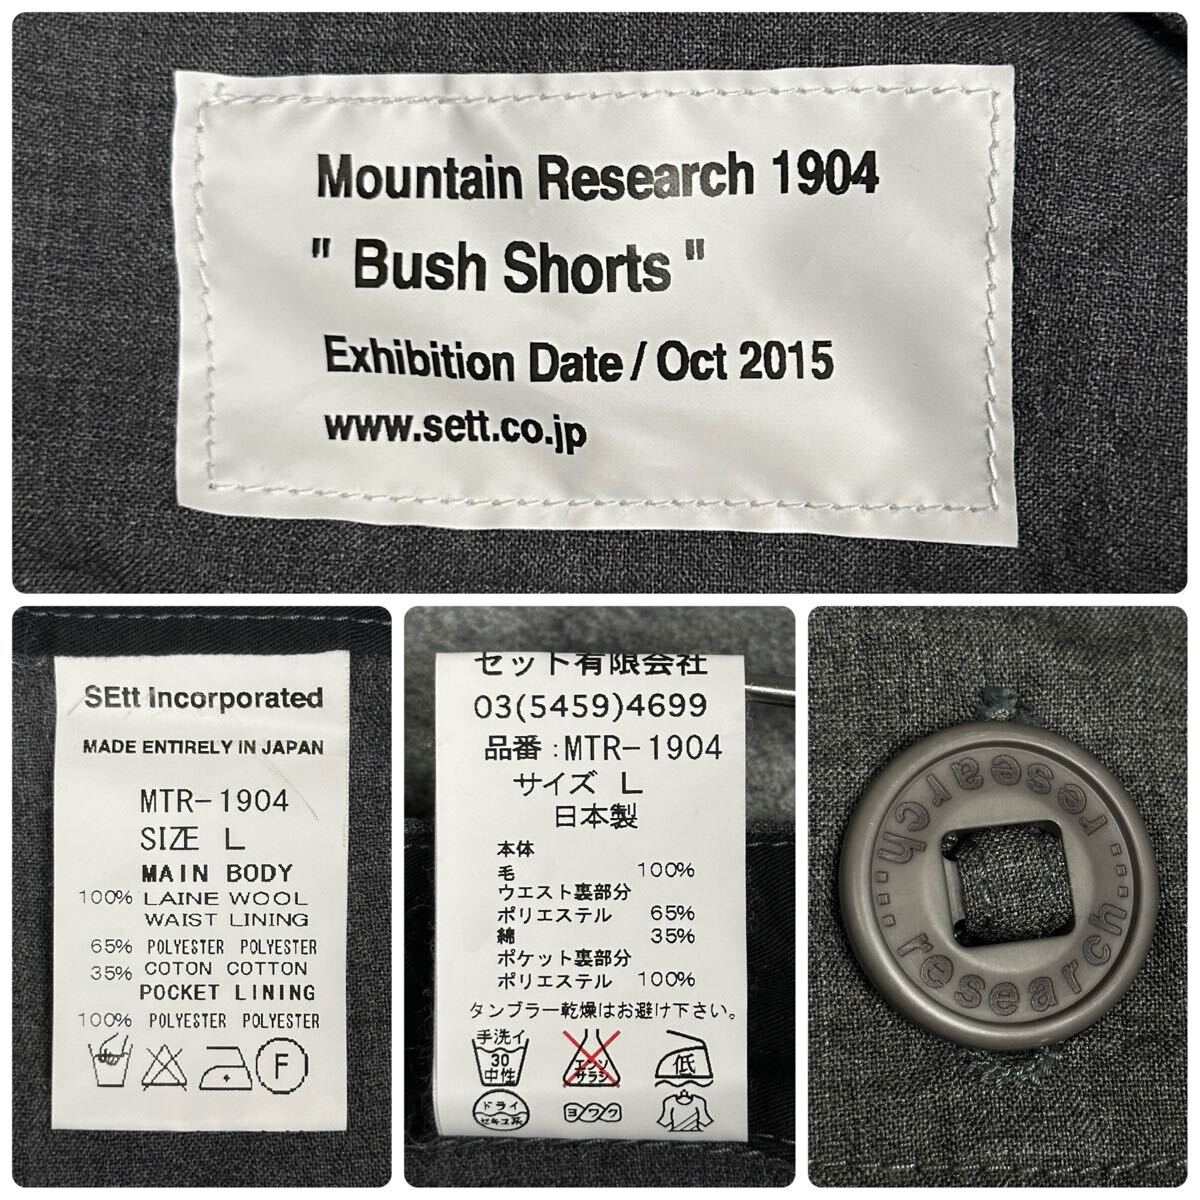 Mountain Research 1904
" Bush Shorts "
Exhibition Date / Oct 2015
www.sett.co.jp
SEtt Incorporated
MADE ENTIRELY IN JAPAN
MTR-1904
SIZE L
MAIN BODY
100% LAINE WOOL
WAIST LINING
65% POLYESTER POLYESTER
35% COTON COTTON
POCKET LINING
100% POLYESTER POLYESTER
F
セット有限会社
03(5459)4699
品番:MTR-1904
サイズ L
日本製
本体
毛 100%
ウエスト裏部分
ポリエステル 65%
綿 35%
ポケット裏部分
ポリエステル 100%
タンブラー乾燥はお避け下さい。
手洗イ
30
中性
エンソ
サラシ
低
ドライ
セキユ系
ヨワク
research....research....research....